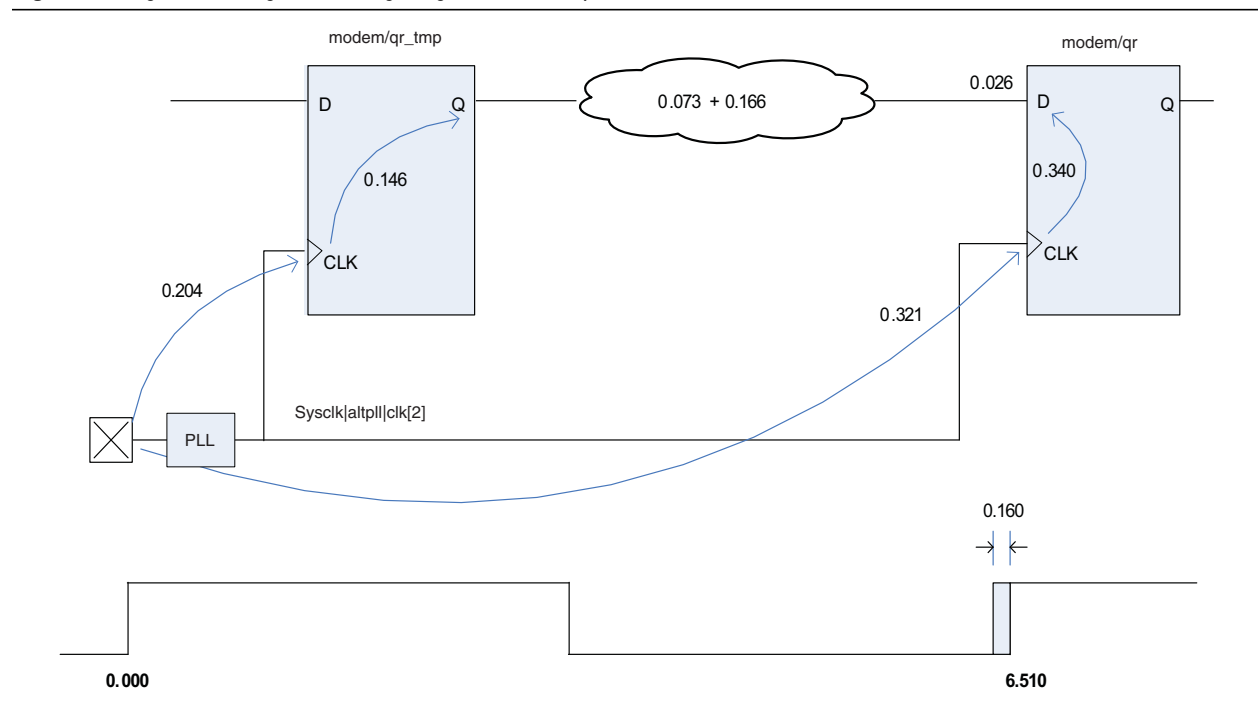 modem/qr_tmp
modem/qr
D
Q
0.073 + 0.166
0.026
D
Q
0.146
0.340
CLK
CLK
0.204
0.321
Sysclk|altpll|clk[2]
PLL
0.160
0.000
6.510